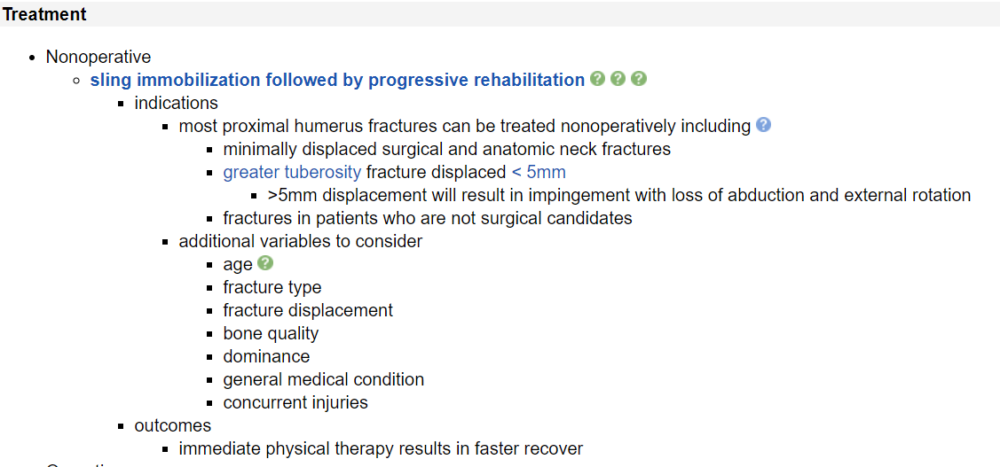 Treatment
Nonoperative
sling immobilization followed by progressive rehabilitation
indications
most proximal humerus fractures can be treated nonoperatively including
minimally displaced surgical and anatomic neck fractures
greater tuberosity fracture displaced < 5mm
>5mm displacement will result in impingement with loss of abduction and external rotation
fractures in patients who are not surgical candidates
additional variables to consider
age
fracture type
fracture displacement
bone quality
dominance
general medical condition
concurrent injuries
outcomes
immediate physical therapy results in faster recover